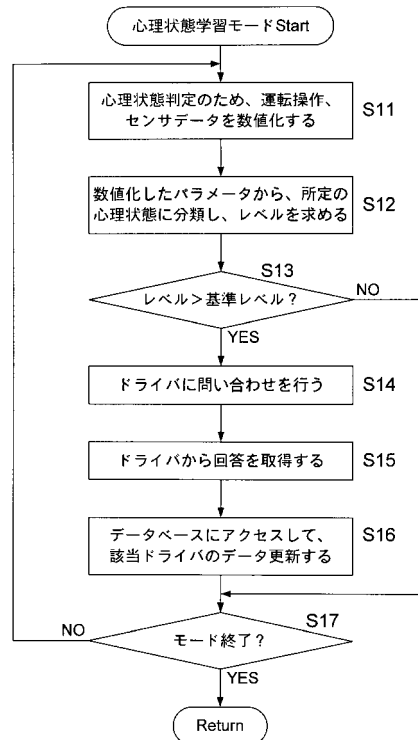 心理状態学習モードStart
心理状態判定のため、運転操作、
センサデータを数値化する
S11
数値化したパラメータから、所定の
心理状態に分類し、レベルを求める
S12
S13
レベル＞基準レベル？
NO
YES
ドライバに問い合わせを行う
S14
ドライバから回答を取得する
S15
データベースにアクセスして、
該当ドライバのデータ更新する
S16
S17
NO
モード終了？
YES
Return